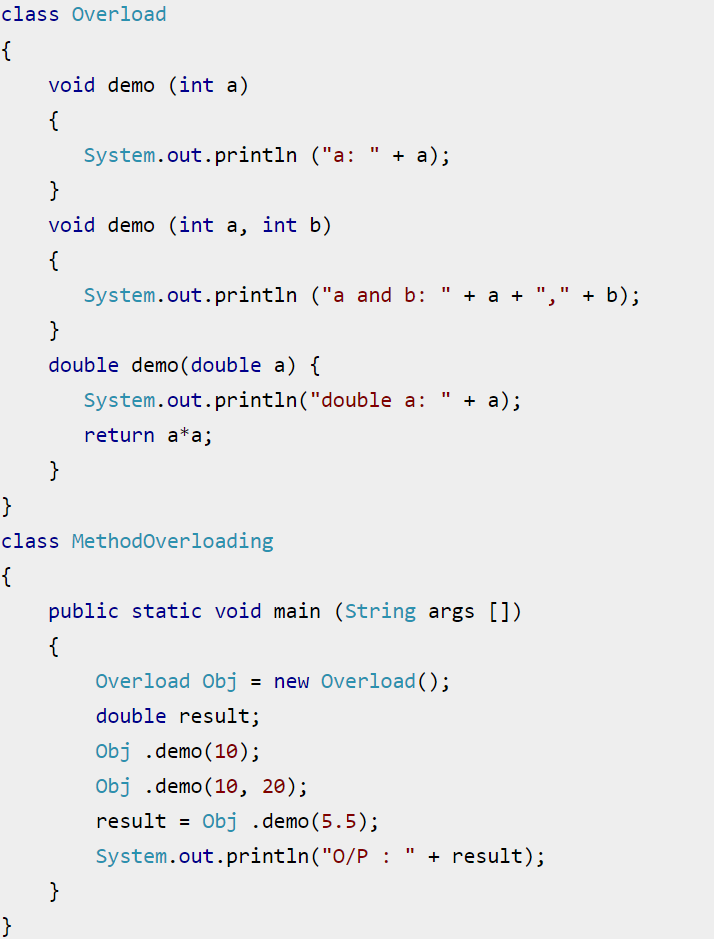 class Overload
{
    void demo (int a)
    {
       System.out.println ("a: " + a);
    }
    void demo (int a, int b)
    {
       System.out.println ("a and b: " + a + "," + b);
    }
    double demo(double a) {
       System.out.println("double a: " + a);
       return a*a;
    }
}
class MethodOverloading
{
    public static void main (String args [])
    {
        Overload Obj = new Overload();
        double result;
        Obj .demo(10);
        Obj .demo(10, 20);
        result = Obj .demo(5.5);
        System.out.println("O/P : " + result);
    }
}